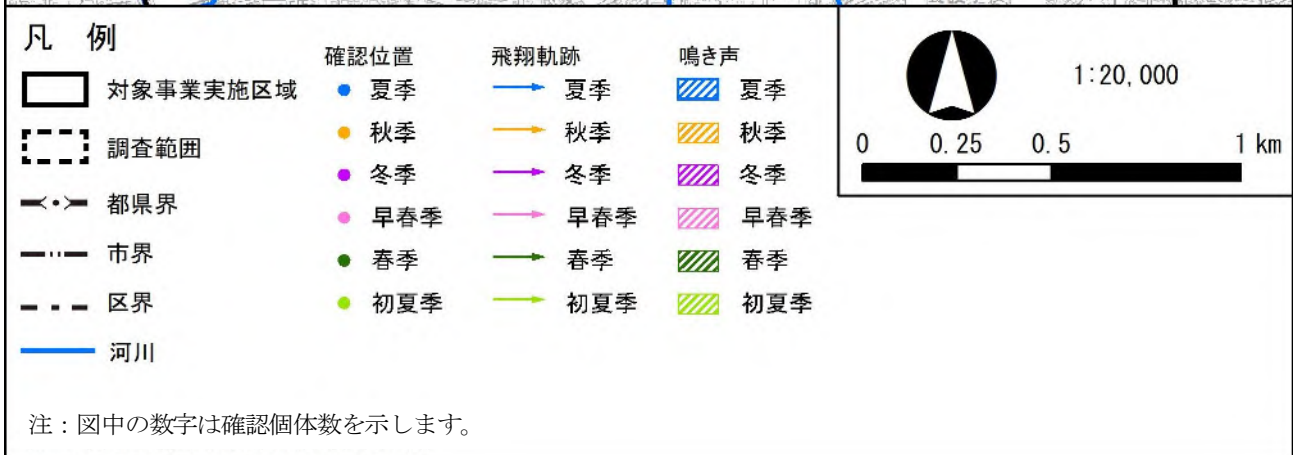 凡 例
対象事業実施区域
調査範囲
都県界
市界
区界
河川
確認位置
夏季
秋季
冬季
早春季
春季
初夏季
飛翔軌跡
夏季
秋季
冬季
早春季
春季
初夏季
鳴き声
夏季
秋季
冬季
早春季
春季
初夏季
1:20,000
0 0.25 0.5 1 km
注：図中の数字は確認個体数を示します。